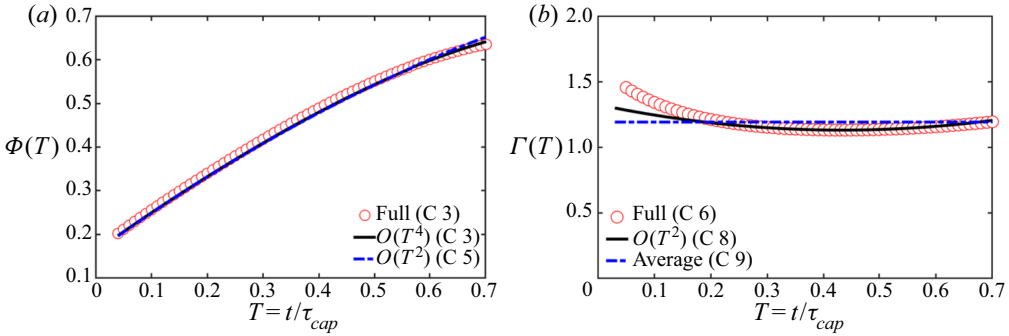 (a)
0.7
0.6
0.5
Φ(T)
0.4
0.3
0.2
0.1
Full (C 3)
O(T⁴) (C 3)
O(T²) (C 5)
0 0.1 0.2 0.3 0.4 0.5 0.6 0.7
T = t/τcap
(b)
2.0
1.5
Γ(T)
1.0
0.5
Full (C 6)
O(T²) (C 8)
Average (C 9)
0 0.1 0.2 0.3 0.4 0.5 0.6 0.7
T = t/τcap